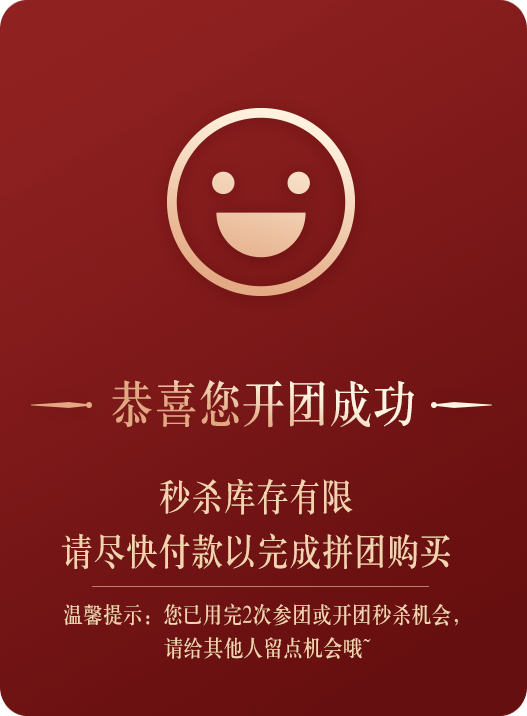 恭喜您开团成功
秒杀库存有限
请尽快付款以完成拼团购买
温馨提示：您已用完2次参团或开团秒杀机会，
请给其他人留点机会哦~